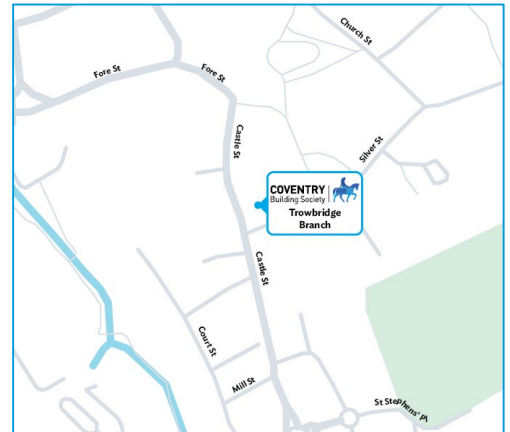 Church St
Fore St
Fore St
Castle St
Silver St
COVENTRY
Building Society
Trowbridge
Branch
Castle St
Court St
Mill St
St Stephens' Pl